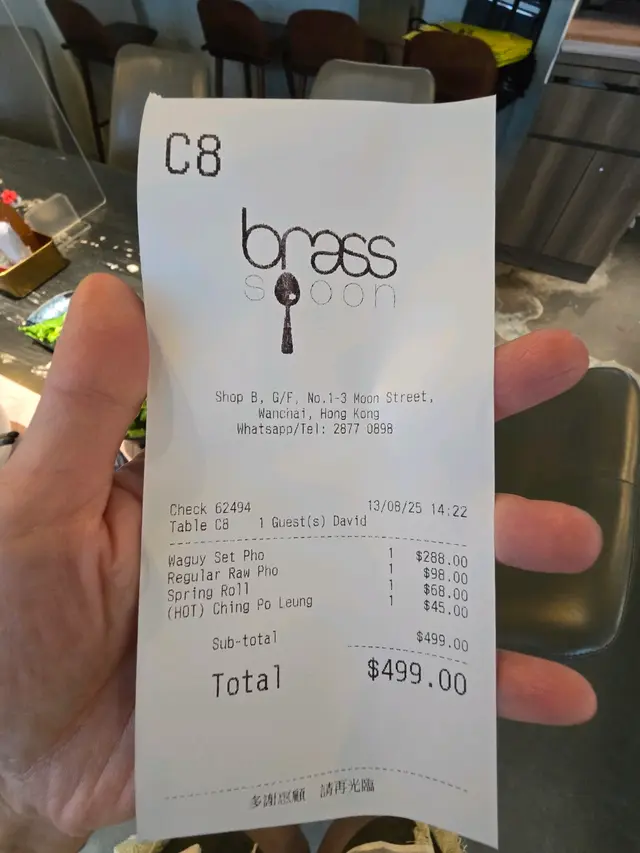 C8
brass
spoon
Shop B, G/F, No.1-3 Moon Street,
Wanchai, Hong Kong
Whatsapp/Tel: 2877 0898
Check 62494 13/08/25 14:22
Table C8 1 Guest(s) David
Waguy Set Pho 1 $288.00
Regular Raw Pho 1 $98.00
Spring Roll 1 $68.00
(HOT) Ching Po Leung 1 $45.00
Sub-total $499.00
Total $499.00
多謝惠顧 請再光臨